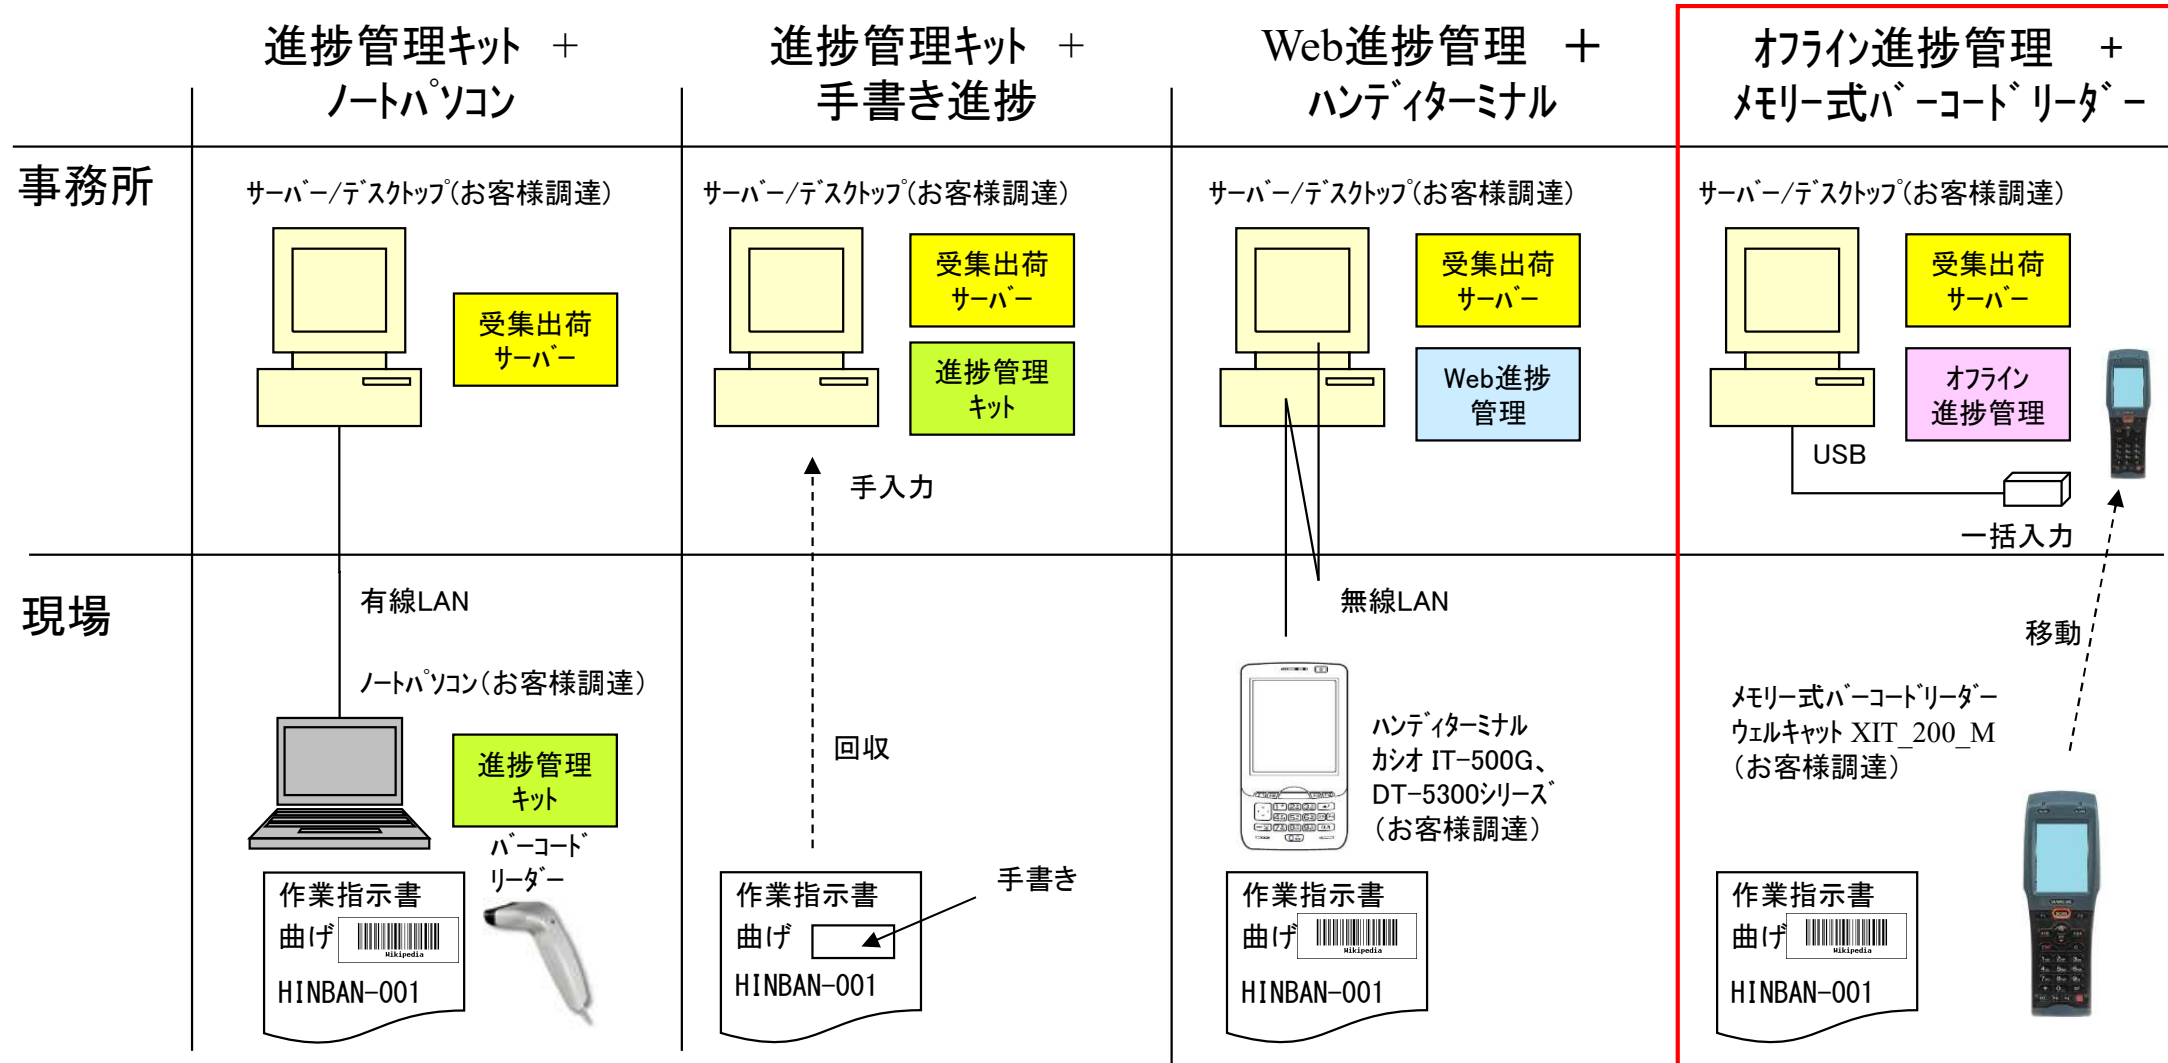 進捗管理ｷｯﾄ ＋
ﾉｰﾄﾊﾟｿｺﾝ
進捗管理ｷｯﾄ ＋
手書き進捗
Web進捗管理 ＋
ﾊﾝﾃﾞｨﾀｰﾐﾅﾙ
ｵﾌﾗｲﾝ進捗管理 ＋
ﾒﾓﾘｰ式ﾊﾞｰｺｰﾄﾞﾘｰﾀﾞｰ
事務所
ｻｰﾊﾞｰ/ﾃﾞｽｸﾄｯﾌﾟ(お客様調達)
受集出荷
ｻｰﾊﾞｰ
ｻｰﾊﾞｰ/ﾃﾞｽｸﾄｯﾌﾟ(お客様調達)
受集出荷
ｻｰﾊﾞｰ
進捗管理
ｷｯﾄ
手入力
ｻｰﾊﾞｰ/ﾃﾞｽｸﾄｯﾌﾟ(お客様調達)
受集出荷
ｻｰﾊﾞｰ
Web進捗
管理
ｻｰﾊﾞｰ/ﾃﾞｽｸﾄｯﾌﾟ(お客様調達)
受集出荷
ｻｰﾊﾞｰ
ｵﾌﾗｲﾝ
進捗管理
USB
一括入力
現場
有線LAN
ﾉｰﾄﾊﾟｿｺﾝ(お客様調達)
進捗管理
ｷｯﾄ
ﾊﾞｰｺｰﾄﾞ
ﾘｰﾀﾞｰ
作業指示書
曲げ
Wikipedia
HINBAN-001
回収
手書き
作業指示書
曲げ
HINBAN-001
無線LAN
ﾊﾝﾃﾞｨﾀｰﾐﾅﾙ
ｶｼｵ IT-500G、
DT-5300ｼﾘｰｽﾞ
(お客様調達)
作業指示書
曲げ
Wikipedia
HINBAN-001
移動
ﾒﾓﾘｰ式ﾊﾞｰｺｰﾄﾞﾘｰﾀﾞｰ
ｳｪﾙｷｬｯﾄ XIT_200_M
(お客様調達)
作業指示書
曲げ
Wikipedia
HINBAN-001